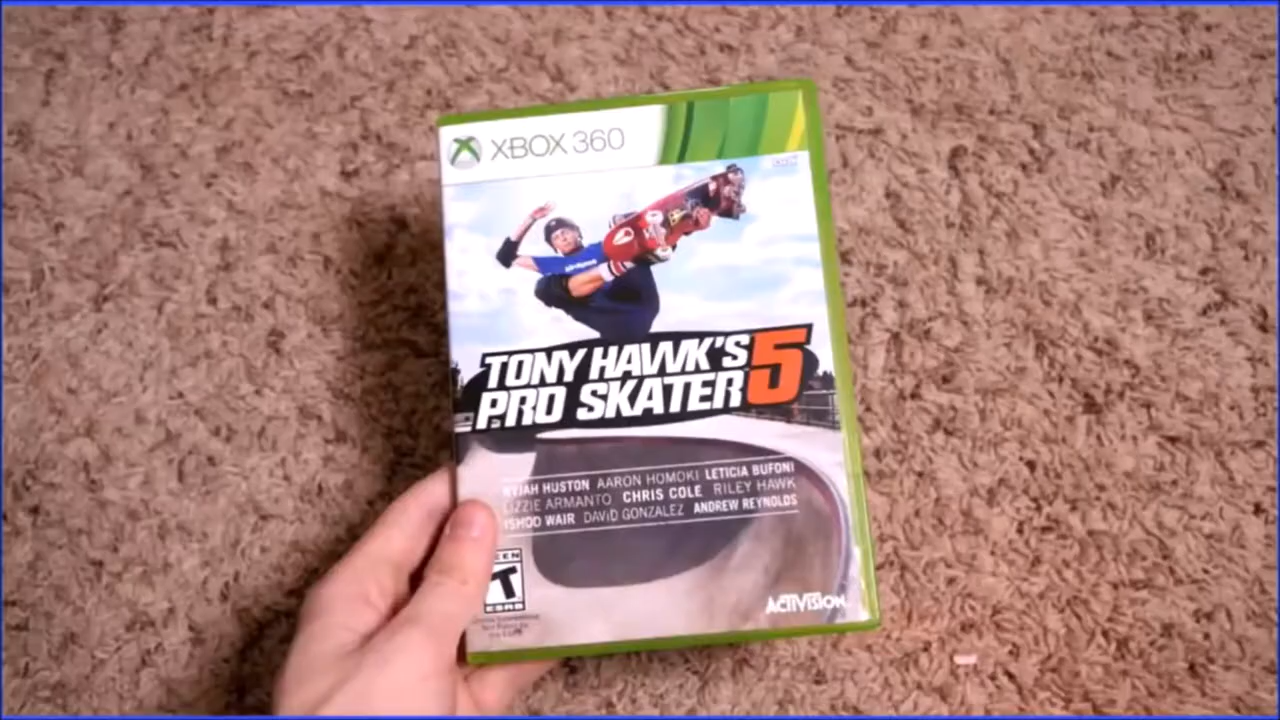 XBOX 360
TONY HAWK'S
PRO SKATER 5
NYJAH HUSTON AARON HOMOKI LETICIA BUFONI
LIZZIE ARMANTO CHRIS COLE RILEY HAWK
ISHOD WAIR DAVID GONZALEZ ANDREW REYNOLDS
TEEN
T
ESRB
ACTIVISION